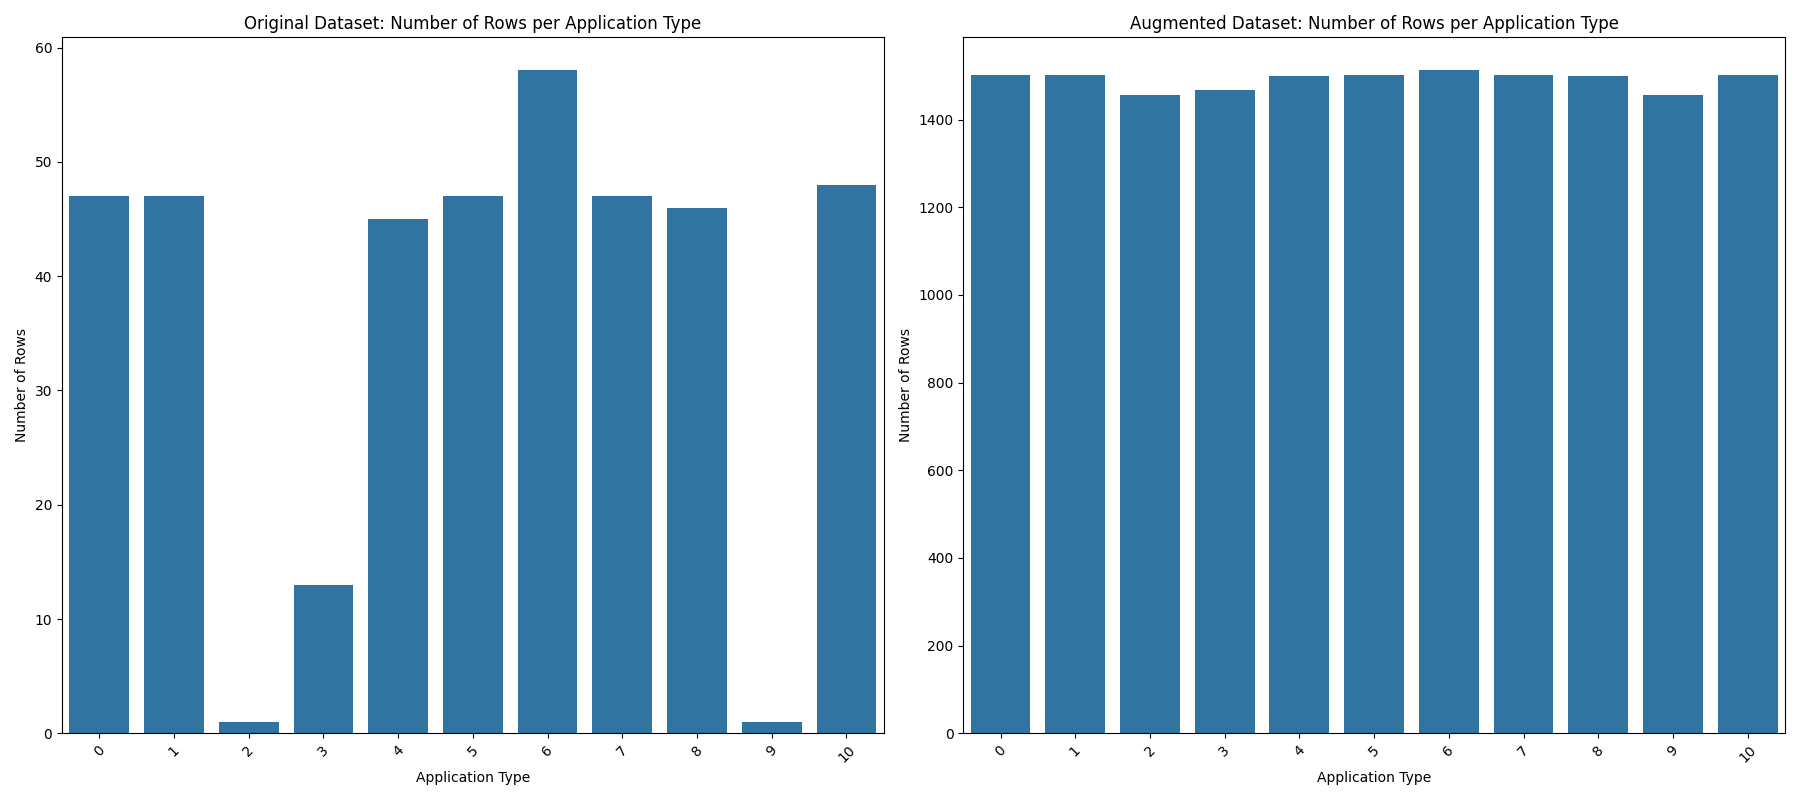 Original Dataset: Number of Rows per Application Type
60
50
40
30
20
10
0
Number of Rows
0 1 2 3 4 5 6 7 8 9 10
Application Type
Augmented Dataset: Number of Rows per Application Type
1400
1200
1000
800
600
400
200
0
Number of Rows
0 1 2 3 4 5 6 7 8 9 10
Application Type